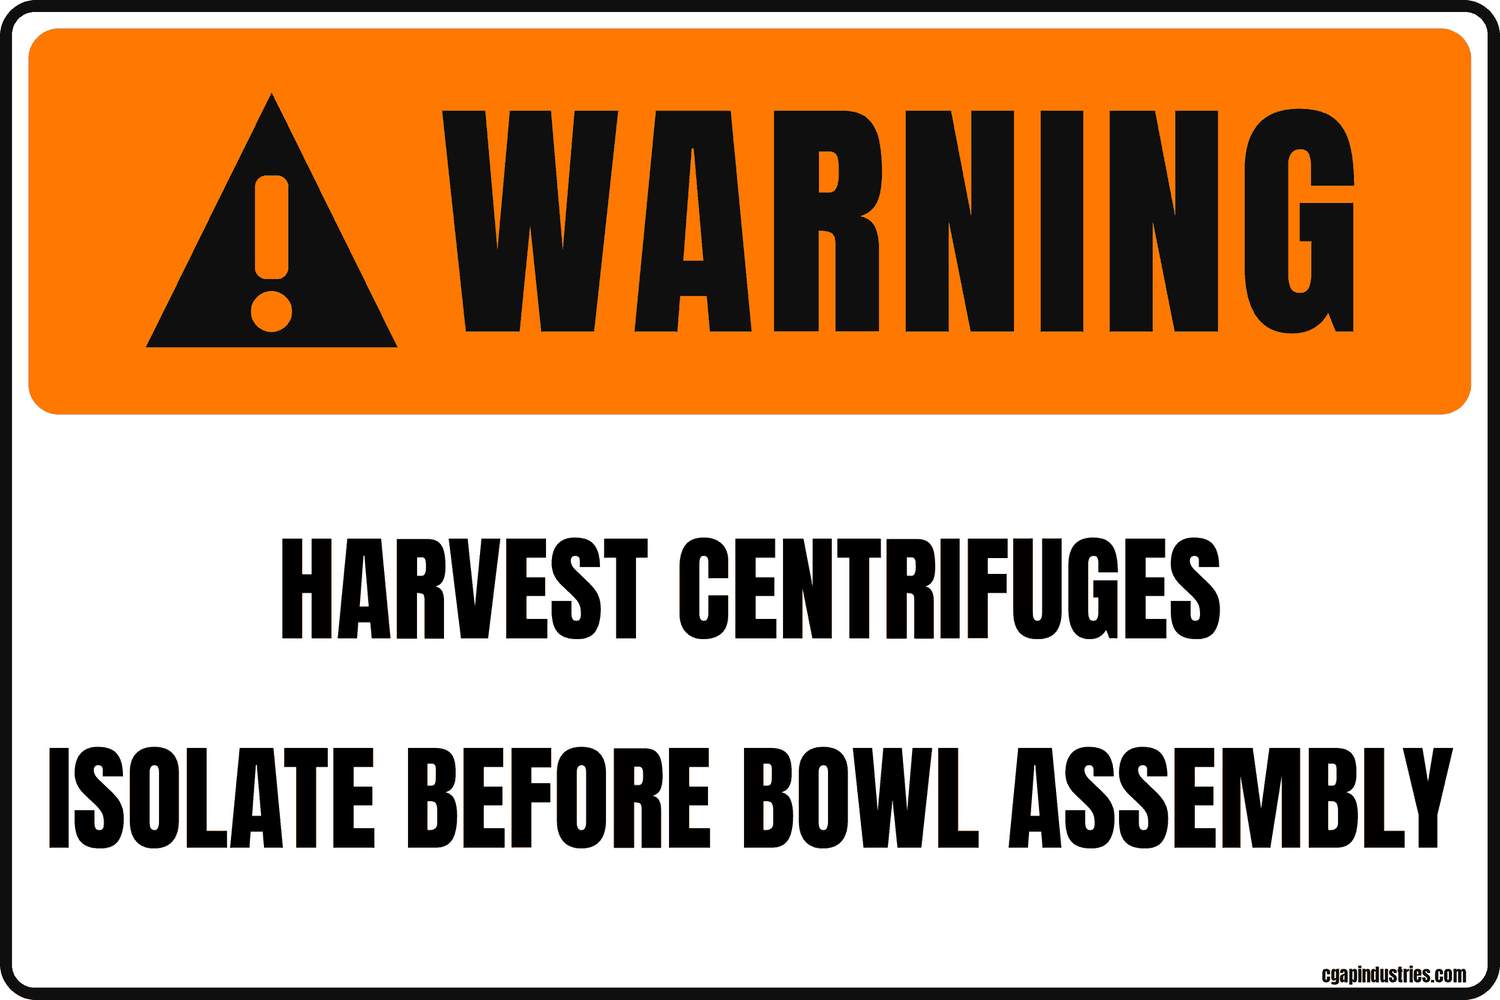 WARNING
HARVEST CENTRIFUGES
ISOLATE BEFORE BOWL ASSEMBLY
cgapindustries.com